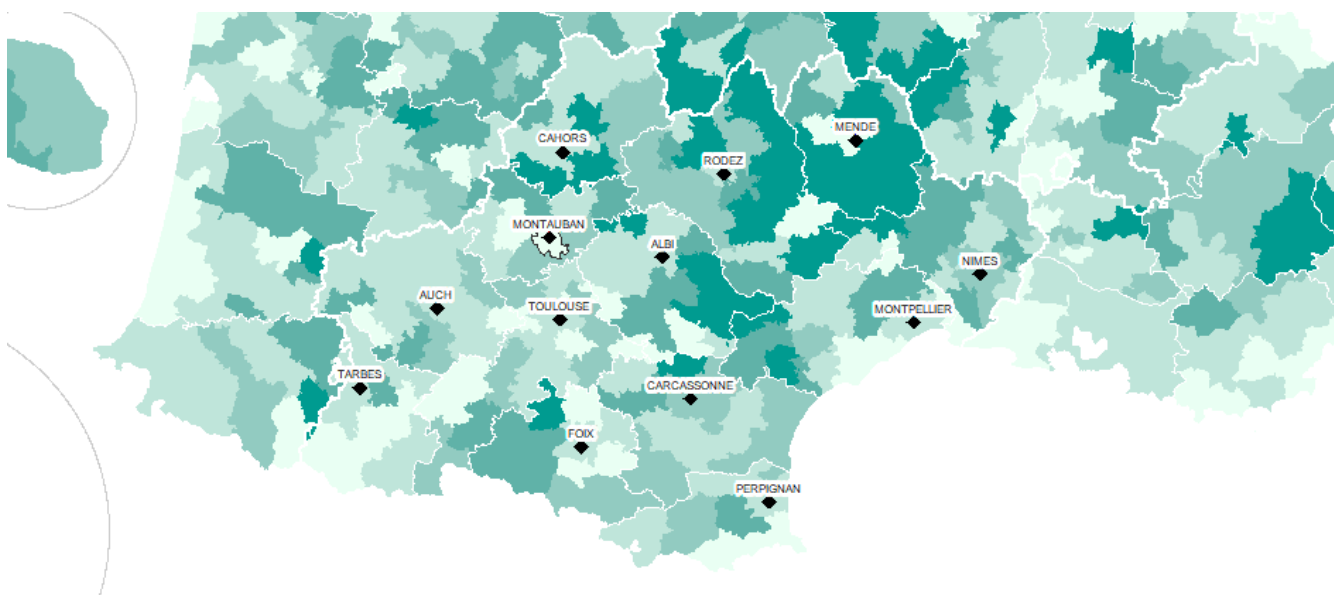 MENDE
CAHORS
RODEZ
MONTAUBAN
ALBI
NIMES
AUCH
TOULOUSE
MONTPELLIER
TARBES
CARCASSONNE
FOIX
PERPIGNAN